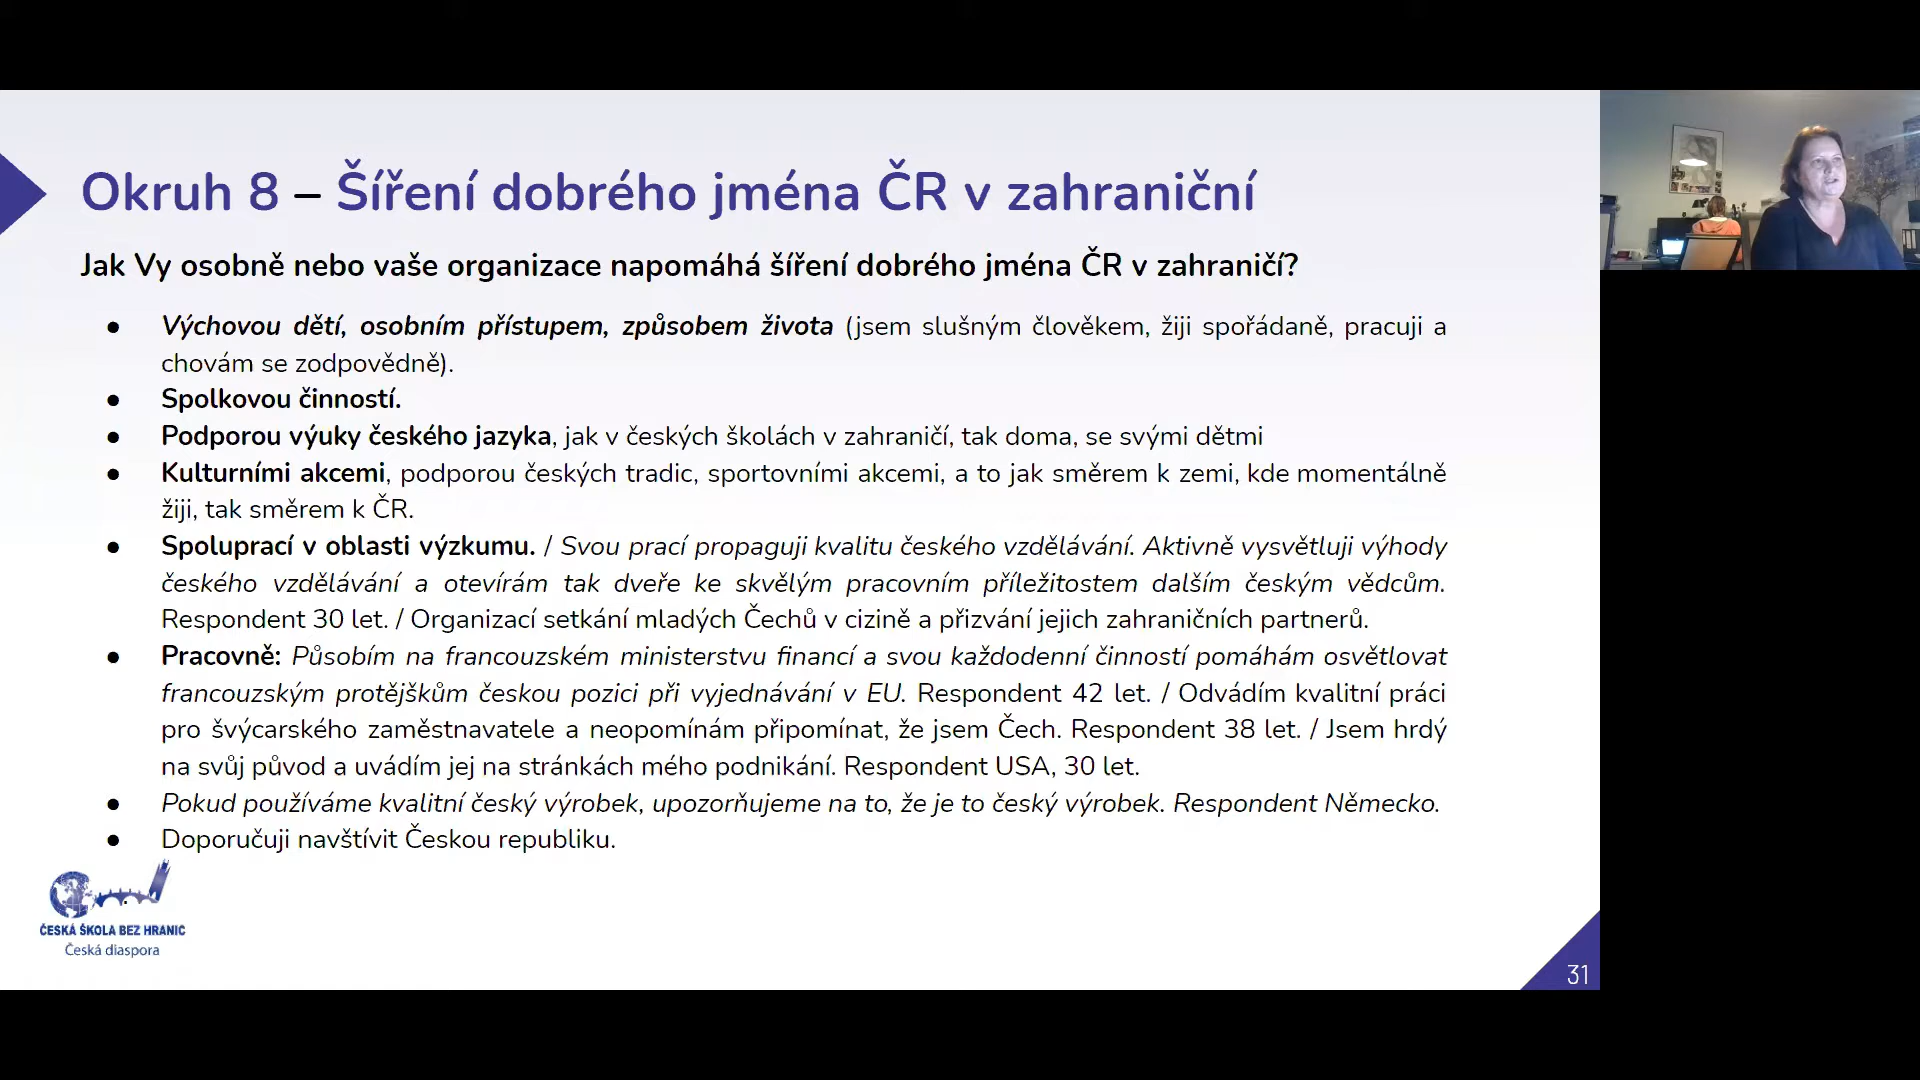 Okruh 8 – Šíření dobrého jména ČR v zahraniční
Jak Vy osobně nebo vaše organizace napomáhá šíření dobrého jména ČR v zahraničí?
● Výchovou dětí, osobním přístupem, způsobem života (jsem slušným člověkem, žiji spořádaně, pracuji a
chovám se zodpovědně).
● Spolkovou činností.
● Podporou výuky českého jazyka, jak v českých školách v zahraničí, tak doma, se svými dětmi
● Kulturními akcemi, podporou českých tradic, sportovními akcemi, a to jak směrem k zemi, kde momentálně
žiji, tak směrem k ČR.
● Spoluprací v oblasti výzkumu. / Svou prací propaguji kvalitu českého vzdělávání. Aktivně vysvětluji výhody
českého vzdělávání a otevírám tak dveře ke skvělým pracovním příležitostem dalším českým vědcům.
Respondent 30 let. / Organizací setkání mladých Čechů v cizině a přizvání jejich zahraničních partnerů.
● Pracovně: Působím na francouzském ministerstvu financí a svou každodenní činností pomáhám osvětlovat
francouzským protějškům českou pozici při vyjednávání v EU. Respondent 42 let. / Odvádím kvalitní práci
pro švýcarského zaměstnavatele a neopomínám připomínat, že jsem Čech. Respondent 38 let. / Jsem hrdý
na svůj původ a uvádím jej na stránkách mého podnikání. Respondent USA, 30 let.
● Pokud používáme kvalitní český výrobek, upozorňujeme na to, že je to český výrobek. Respondent Německo.
● Doporučuji navštívit Českou republiku.
ČESKÁ ŠKOLA BEZ HRANIC
Česká diaspora
31